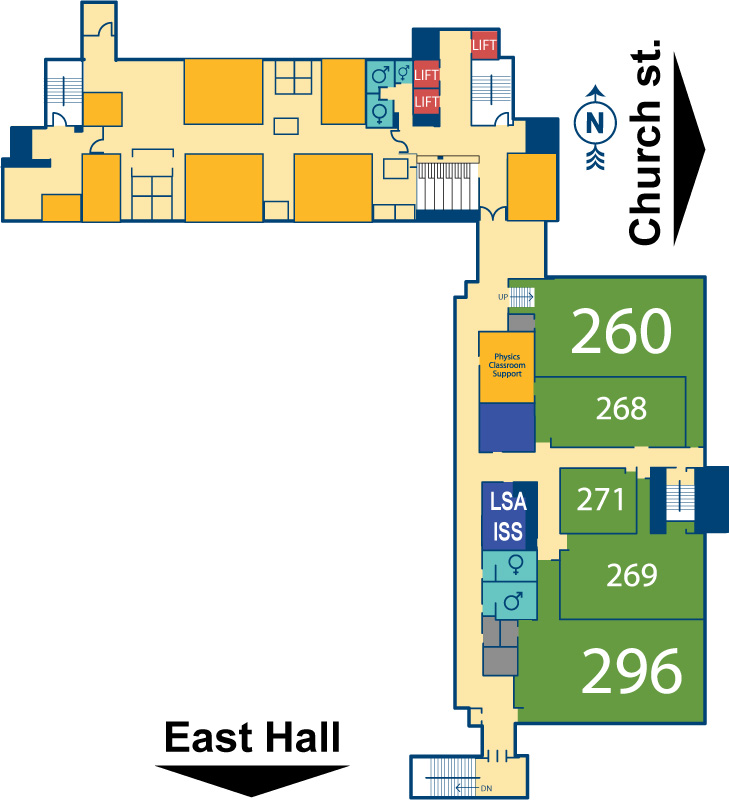 LIFT
LIFT
LIFT
N
Church st.
UP
260
Physics
Classroom
Support
268
LSA
ISS
271
269
296
East Hall
DN